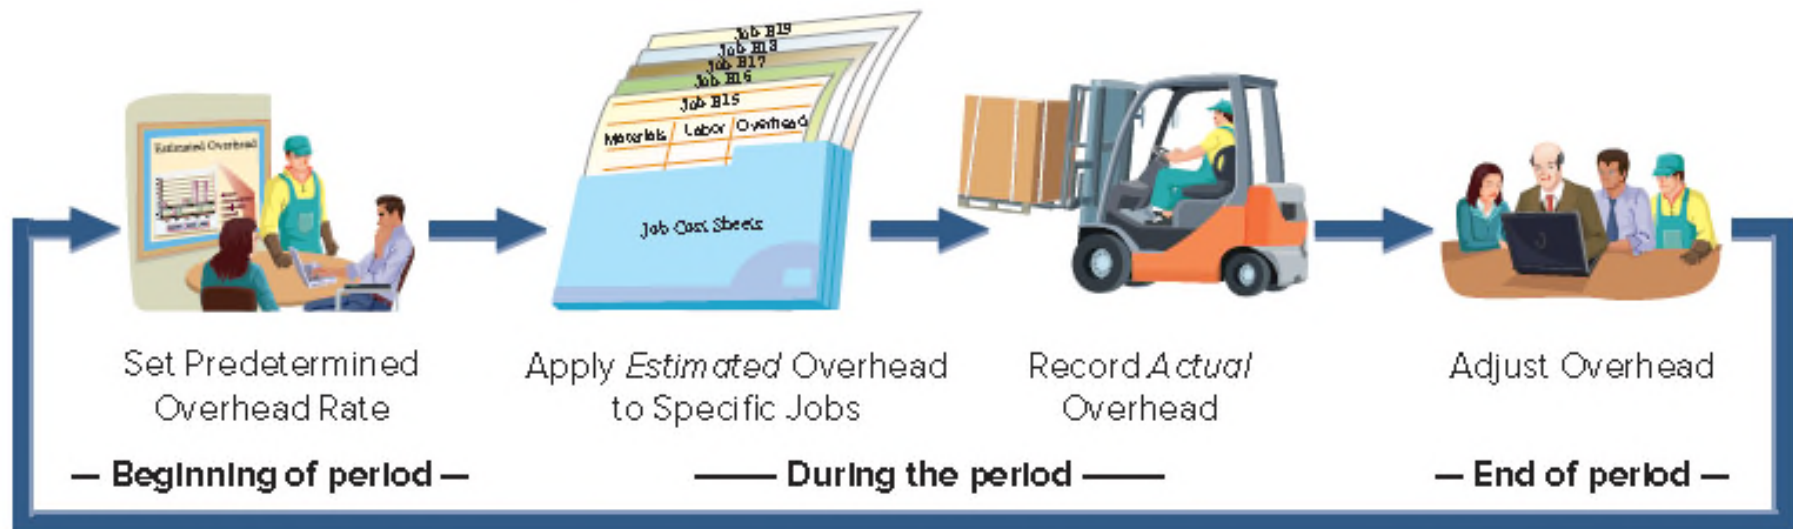 Job B19
Job B18
Job B17
Job B16
Job B15
Materials Labor Overhead
Estimated Overhead
Job Cost Sheets
Set Predetermined
Overhead Rate
Apply Estimated Overhead
to Specific Jobs
Record Actual
Overhead
Adjust Overhead
— Beginning of period —
— During the period —
— End of period —